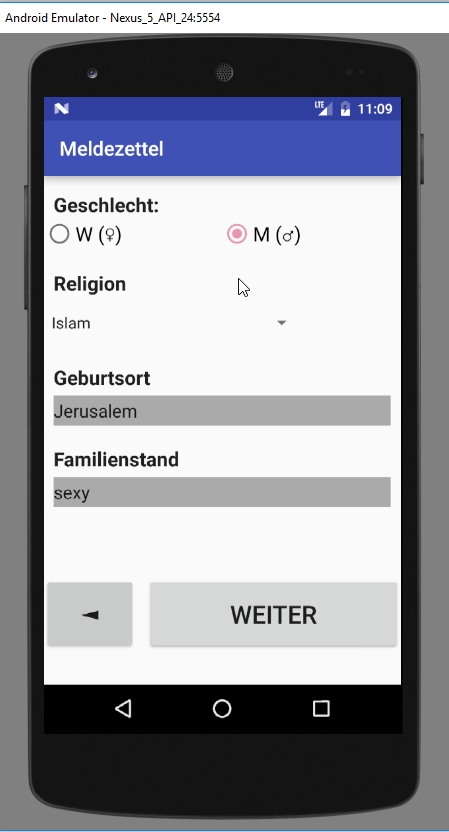 Android Emulator - Nexus_5_API_24:5554
LTE 11:09
Meldezettel
Geschlecht:
W (♀) M (♂)
Religion
Islam
Geburtsort
Jerusalem
Familienstand
sexy
WEITER